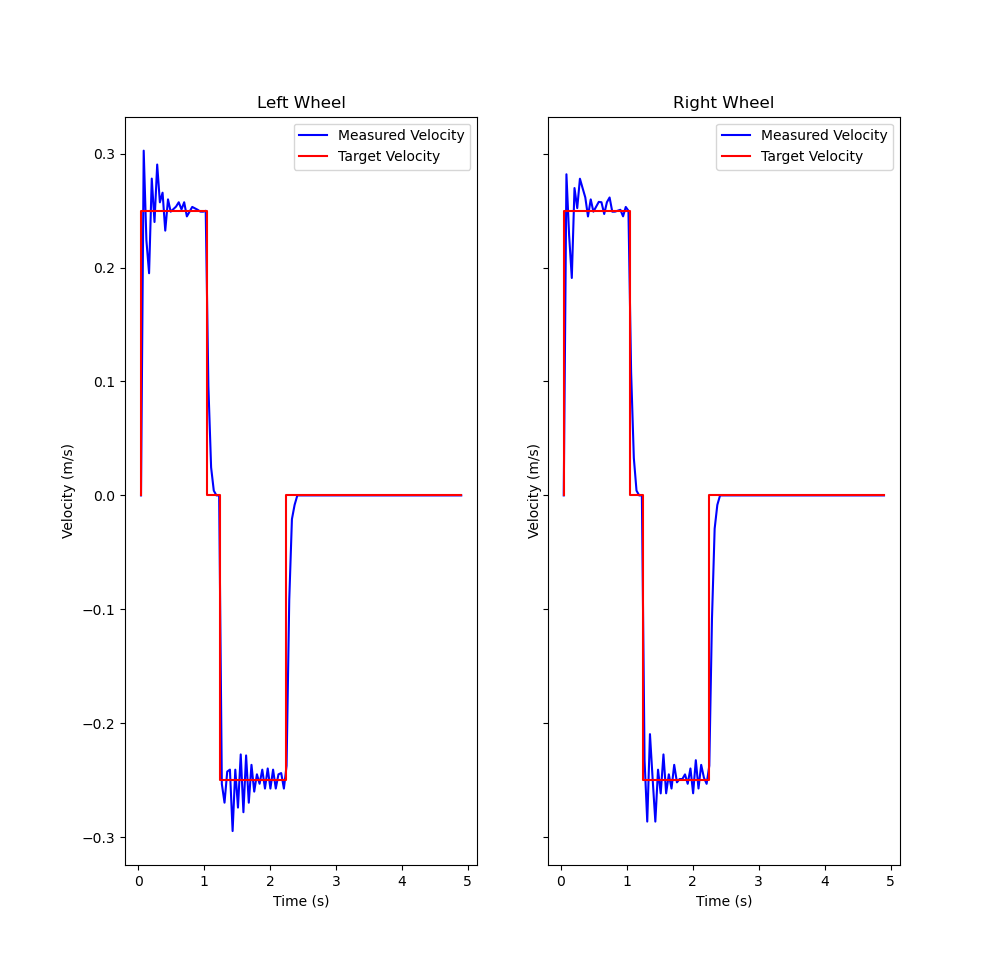 Left Wheel
Measured Velocity
Target Velocity
Velocity (m/s)
0.3
0.2
0.1
0.0
−0.1
−0.2
−0.3
0 1 2 3 4 5
Time (s)
Right Wheel
Measured Velocity
Target Velocity
Velocity (m/s)
0 1 2 3 4 5
Time (s)